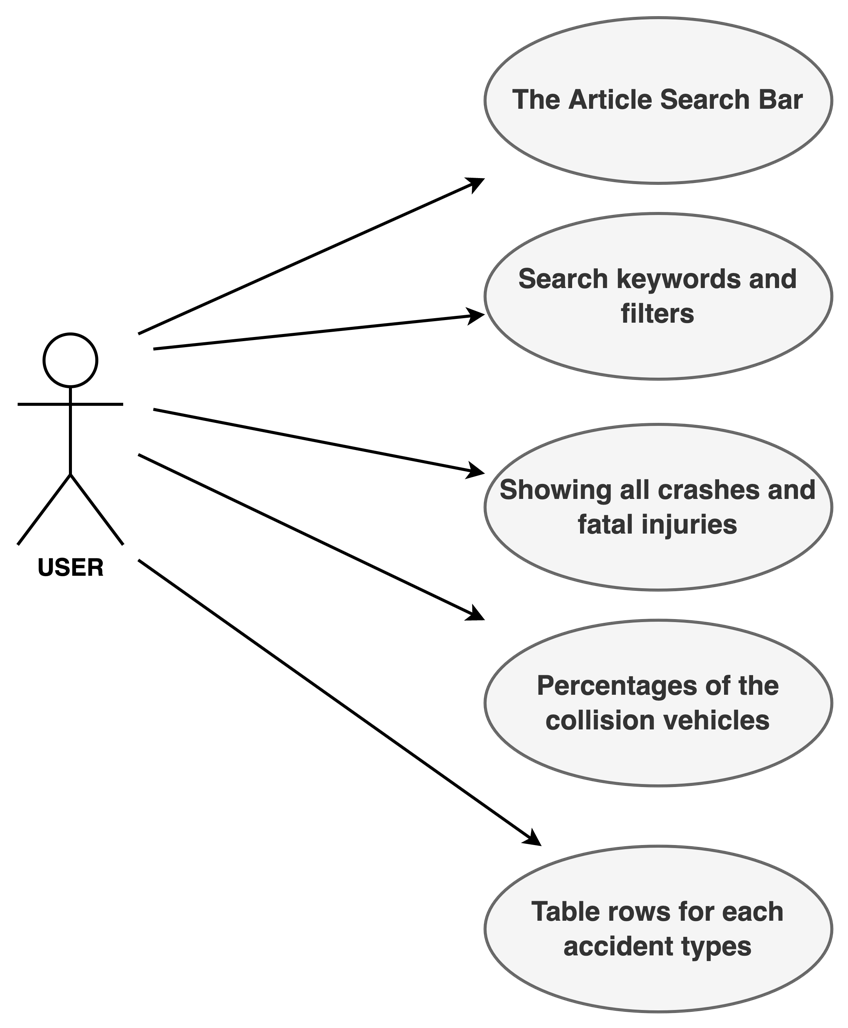 The Article Search Bar
Search keywords and
filters
Showing all crashes and
fatal injuries
USER
Percentages of the
collision vehicles
Table rows for each
accident types